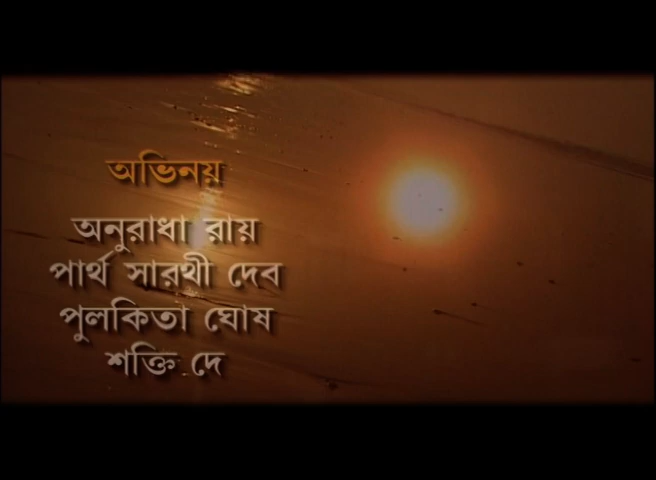 অভিনয়
অনুরাধা রায়
পার্থ সারথী দেব
পুলকিতা ঘোষ
শক্তি দে